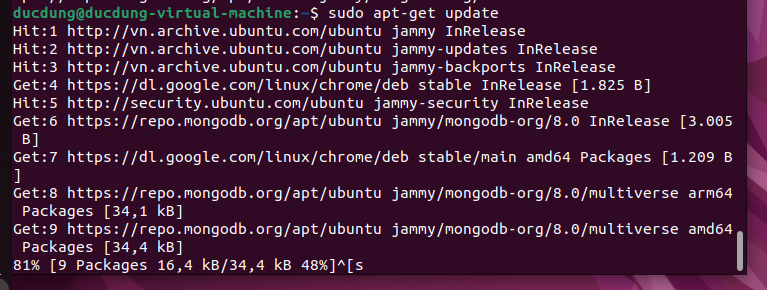 ducdung@ducdung-virtual-machine:~$ sudo apt-get update
Hit:1 http://vn.archive.ubuntu.com/ubuntu jammy InRelease
Hit:2 http://vn.archive.ubuntu.com/ubuntu jammy-updates InRelease
Hit:3 http://vn.archive.ubuntu.com/ubuntu jammy-backports InRelease
Get:4 https://dl.google.com/linux/chrome/deb stable InRelease [1.825 B]
Hit:5 http://security.ubuntu.com/ubuntu jammy-security InRelease
Get:6 https://repo.mongodb.org/apt/ubuntu jammy/mongodb-org/8.0 InRelease [3.005
 B]
Get:7 https://dl.google.com/linux/chrome/deb stable/main amd64 Packages [1.209 B
]
Get:8 https://repo.mongodb.org/apt/ubuntu jammy/mongodb-org/8.0/multiverse arm64
 Packages [34,1 kB]
Get:9 https://repo.mongodb.org/apt/ubuntu jammy/mongodb-org/8.0/multiverse amd64
 Packages [34,4 kB]
81% [9 Packages 16,4 kB/34,4 kB 48%]^[s